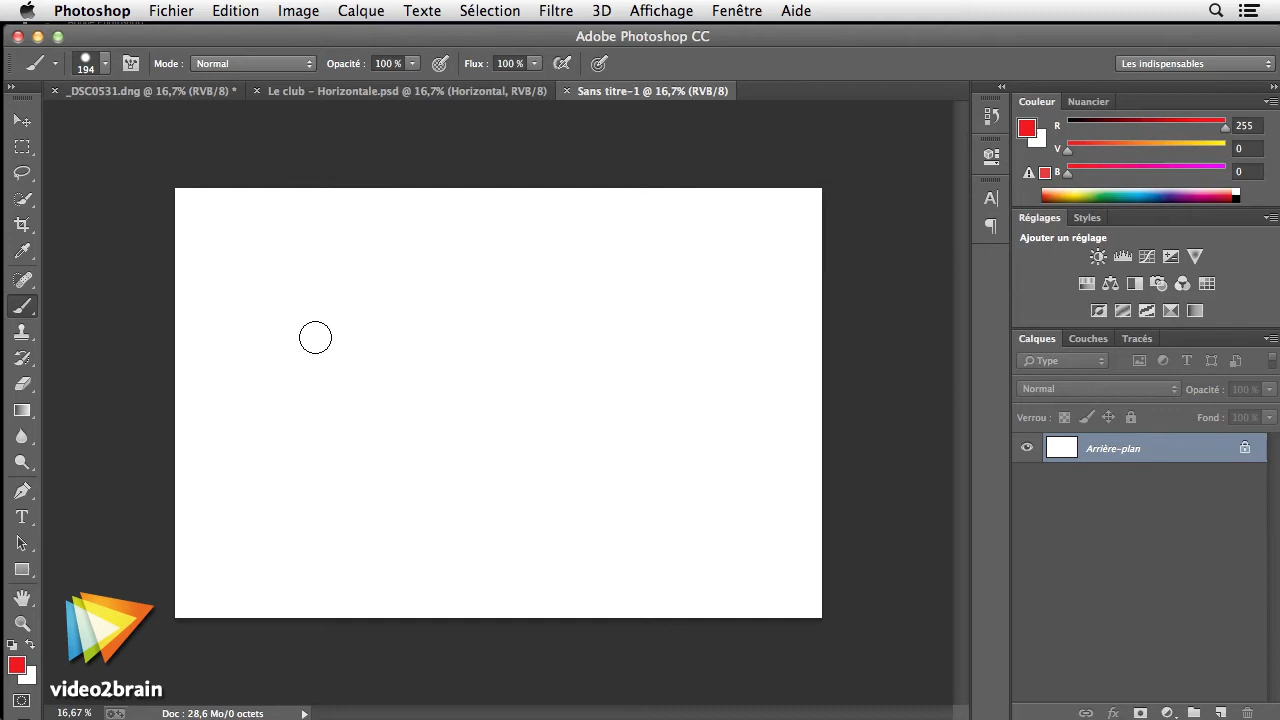 Photoshop Fichier Edition Image Calque Texte Sélection Filtre 3D Affichage Fenêtre Aide
Adobe Photoshop CC
194 Mode : Normal Opacité : 100 % Flux : 100 % Les indispensables
_DSC0531.dng @ 16,7% (RVB/8) * Le club – Horizontale.psd @ 16,7% (Horizontal, RVB/8) Sans titre-1 @ 16,7% (RVB/8)
Couleur Nuancier
R 255
V 0
B 0
Réglages Styles
Ajouter un réglage
Calques Couches Tracés
Type
Normal Opacité : 100 %
Verrou : Fond : 100 %
Arrière-plan
video2brain
16,67 % Doc : 28,6 Mo/0 octets